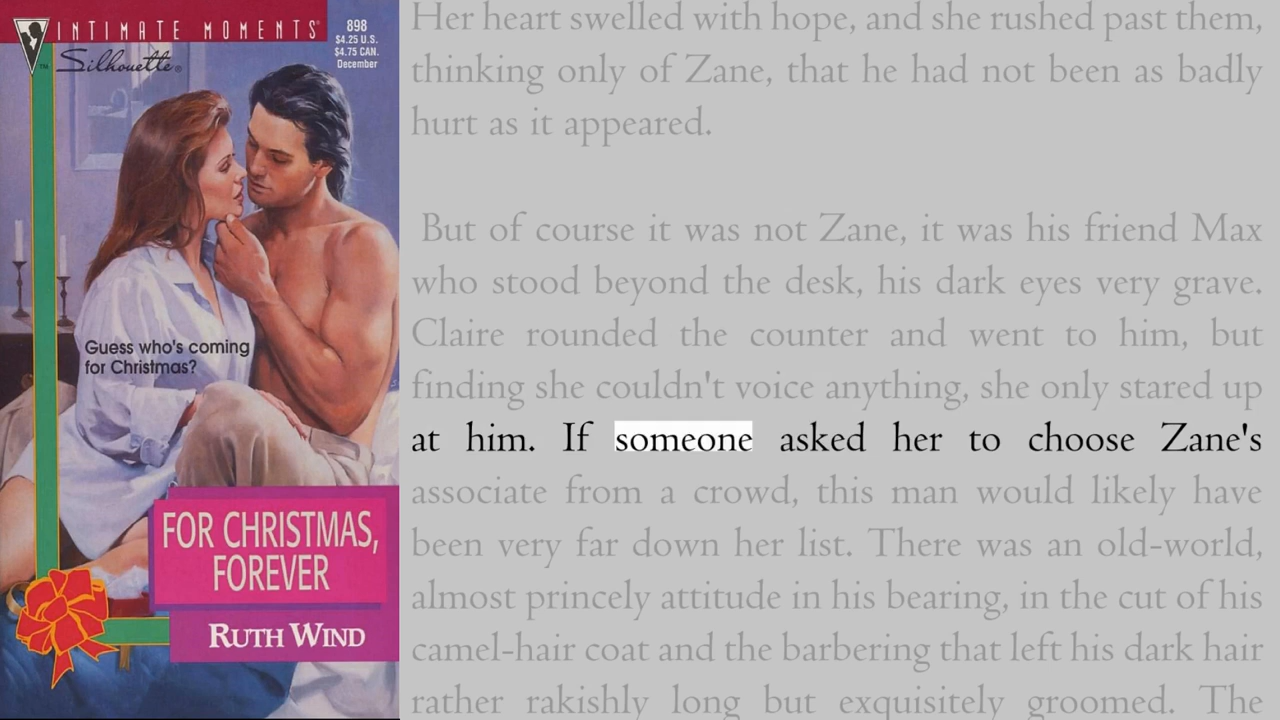 INTIMATE MOMENTS®
Silhouette®
TM
898
$4.25 U.S.
$4.75 CAN.
December
Guess who's coming
for Christmas?
FOR CHRISTMAS,
FOREVER
RUTH WIND
Her heart swelled with hope, and she rushed past them,
thinking only of Zane, that he had not been as badly
hurt as it appeared.
But of course it was not Zane, it was his friend Max
who stood beyond the desk, his dark eyes very grave.
Claire rounded the counter and went to him, but
finding she couldn't voice anything, she only stared up
at him. If someone asked her to choose Zane's
associate from a crowd, this man would likely have
been very far down her list. There was an old-world,
almost princely attitude in his bearing, in the cut of his
camel-hair coat and the barbering that left his dark hair
rather rakishly long but exquisitely groomed. The